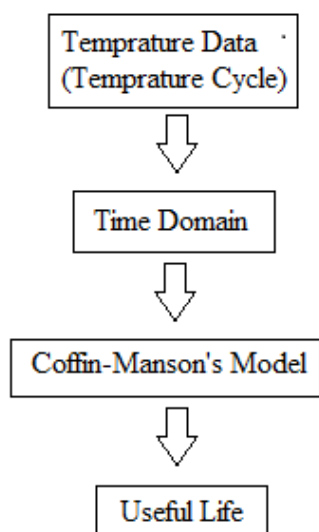 Temprature Data
(Temprature Cycle)
Time Domain
Coffin-Manson's Model
Useful Life